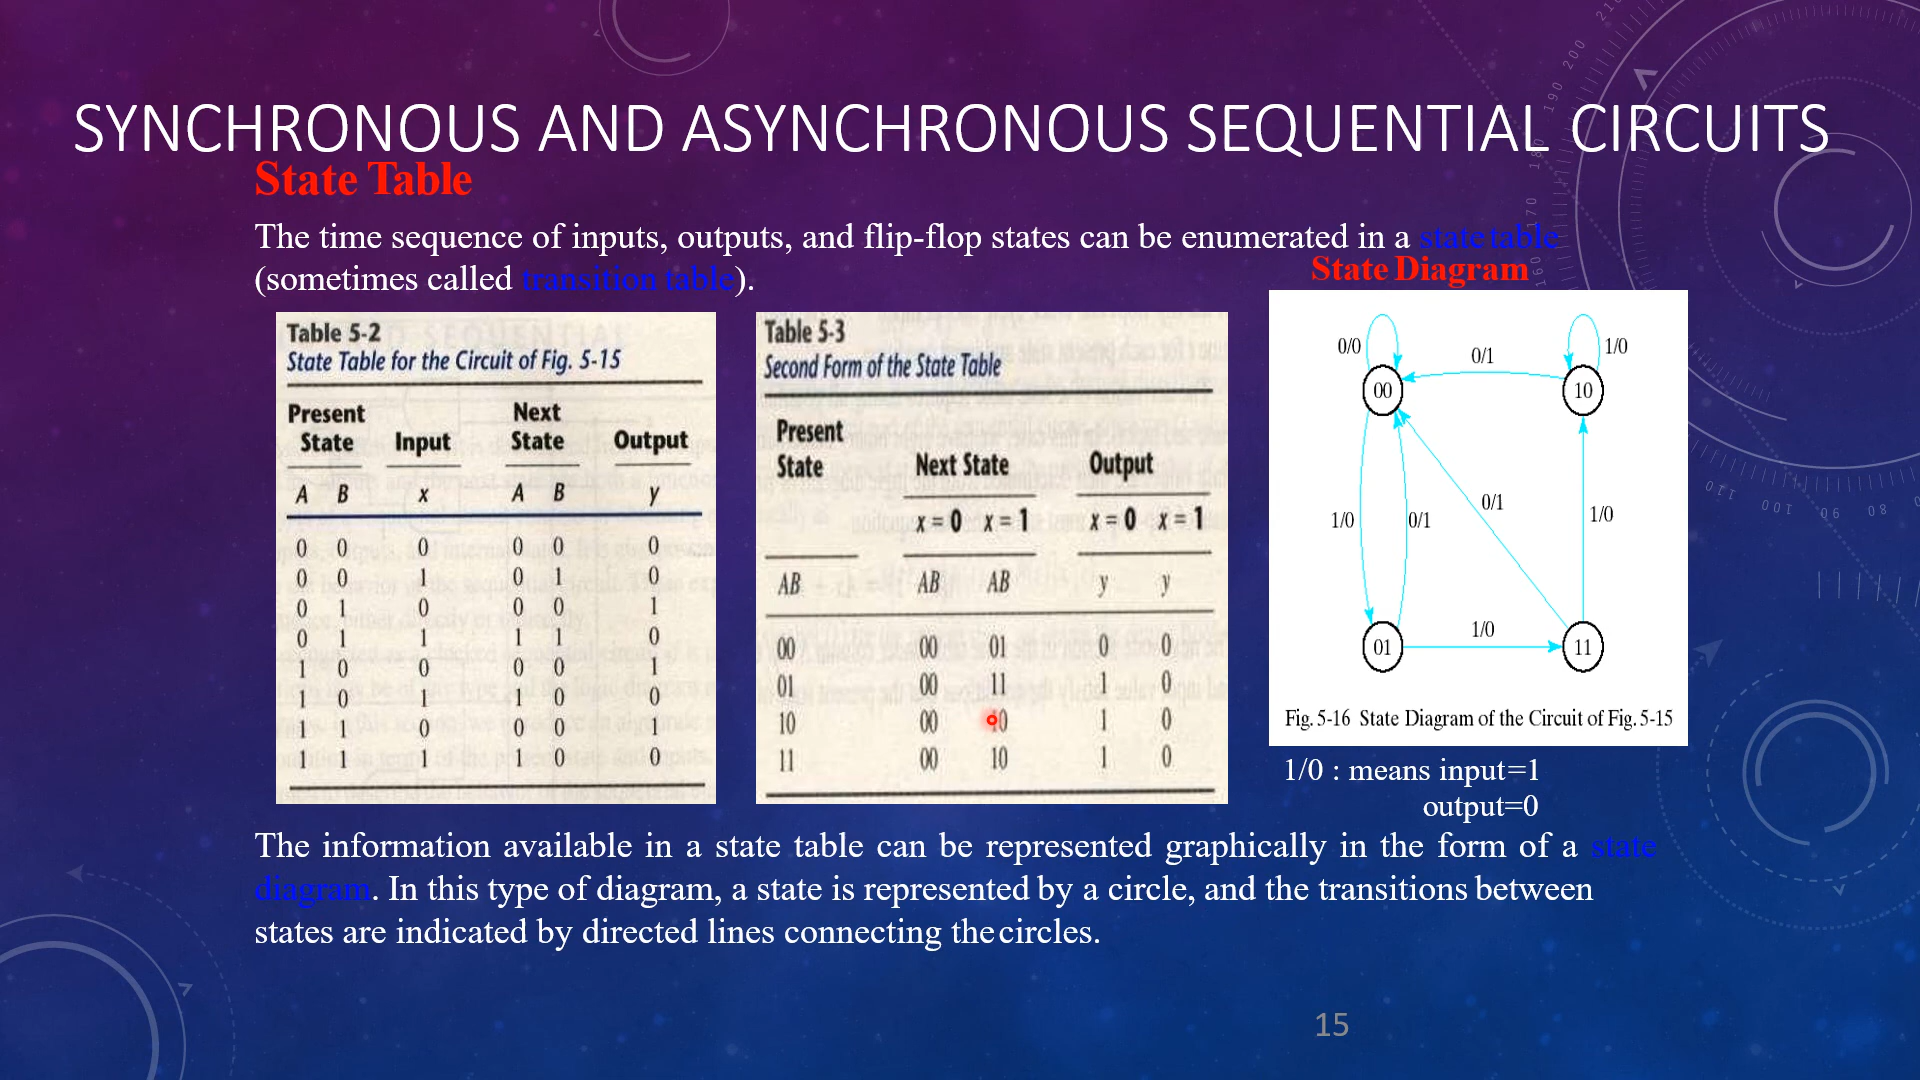 SYNCHRONOUS AND ASYNCHRONOUS SEQUENTIAL CIRCUITS
State Table
The time sequence of inputs, outputs, and flip-flop states can be enumerated in a state table
(sometimes called transition table).
Table 5-2
State Table for the Circuit of Fig. 5-15
Present State Input Next State Output
A B x A B y
0 0 0 0 0 0
0 0 1 0 1 0
0 1 0 0 0 1
0 1 1 1 1 0
1 0 0 0 0 1
1 0 1 1 0 0
1 1 0 0 0 1
1 1 1 1 0 0
Table 5-3
Second Form of the State Table
Present State Next State Output
x = 0 x = 1 x = 0 x = 1
AB AB AB y y
00 00 01 0 0
01 00 11 1 0
10 00 10 1 0
11 00 10 1 0
State Diagram
0/0 0/1 1/0
00 10
1/0 0/1 0/1 1/0
1/0
01 11
Fig. 5-16 State Diagram of the Circuit of Fig. 5-15
1/0 : means input=1
output=0
The information available in a state table can be represented graphically in the form of a state
diagram. In this type of diagram, a state is represented by a circle, and the transitions between
states are indicated by directed lines connecting the circles.
15